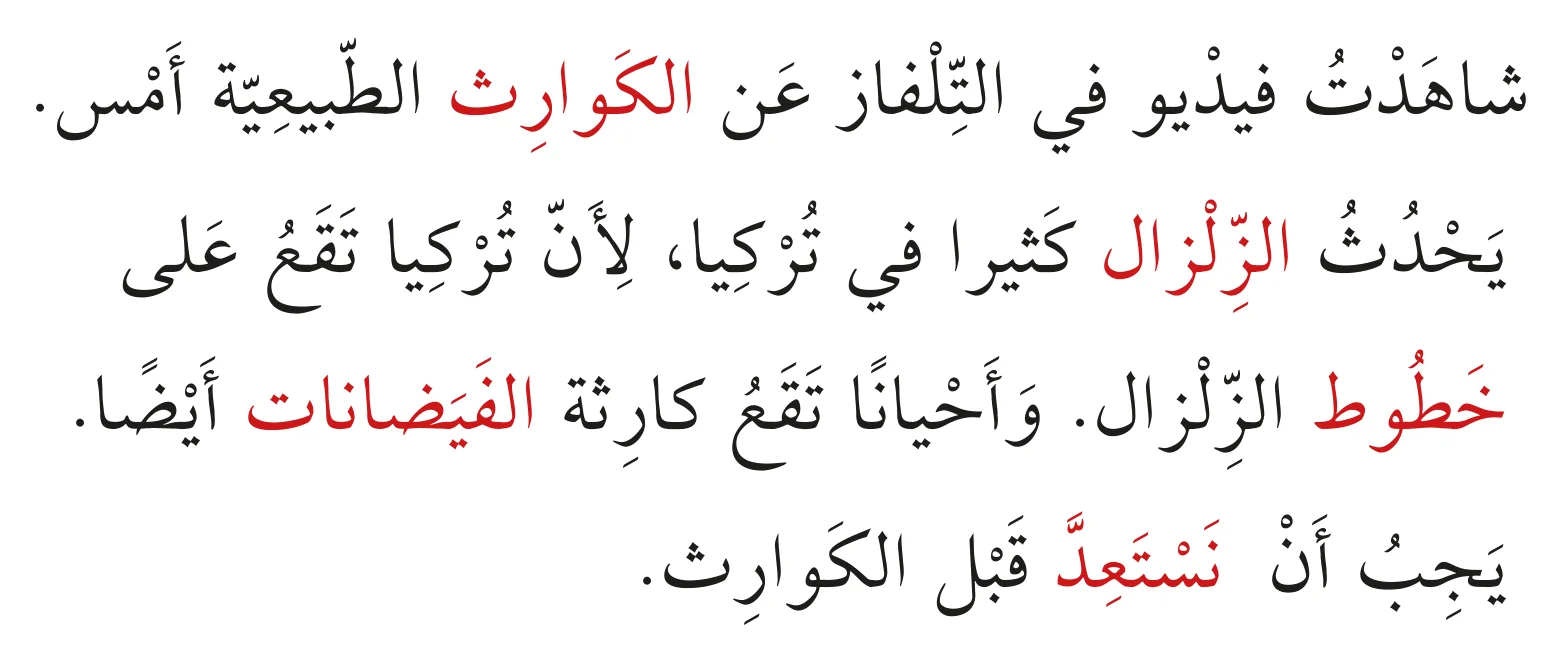 شاهَدْتُ فيدْيو في التِّلْفاز عَن الكَوارِث الطّبيعِيّة أَمْس.
يَحْدُثُ الزِّلْزال كَثيرا في تُرْكِيا، لِأَنّ تُرْكِيا تَقَعُ عَلى
خَطُوط الزِّلْزال. وَأَحْيانًا تَقَعُ كارِثة الفَيَضانات أَيْضًا.
يَجِبُ أَنْ نَسْتَعِدَّ قَبْل الكَوارِث.